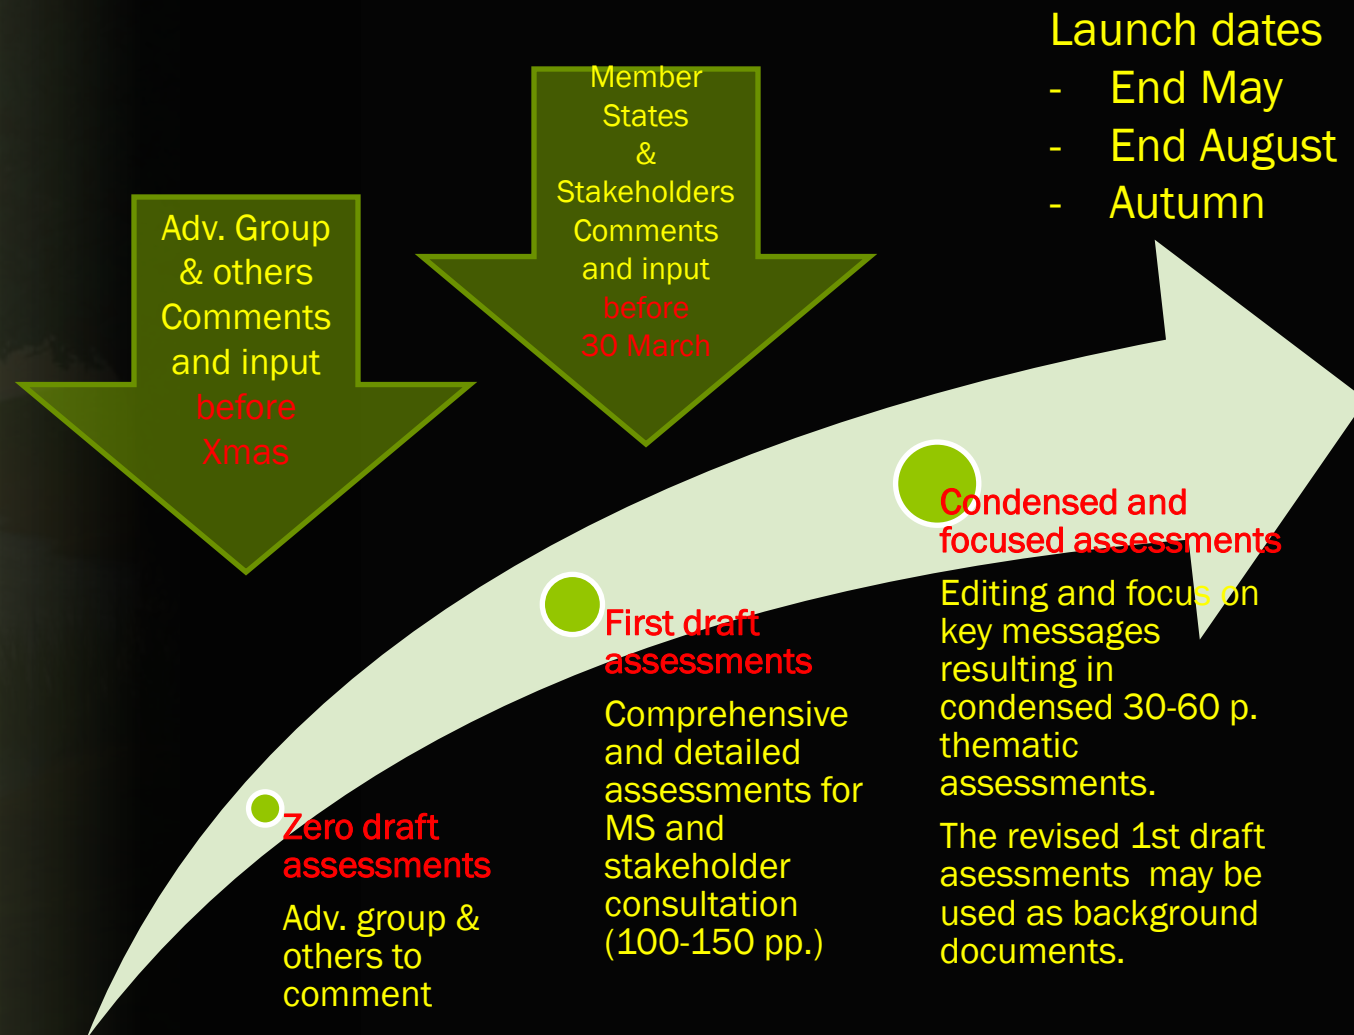 Launch dates
- End May
- End August
- Autumn
Member
States
&
Stakeholders
Comments
and input
before
30 March
Adv. Group
& others
Comments
and input
before
Xmas
Zero draft
assessments
Adv. group &
others to
comment
First draft
assessments
Comprehensive
and detailed
assessments for
MS and
stakeholder
consultation
(100-150 pp.)
Condensed and
focused assessments
Editing and focus on
key messages
resulting in
condensed 30-60 p.
thematic
assessments.
The revised 1st draft
asessments may be
used as background
documents.